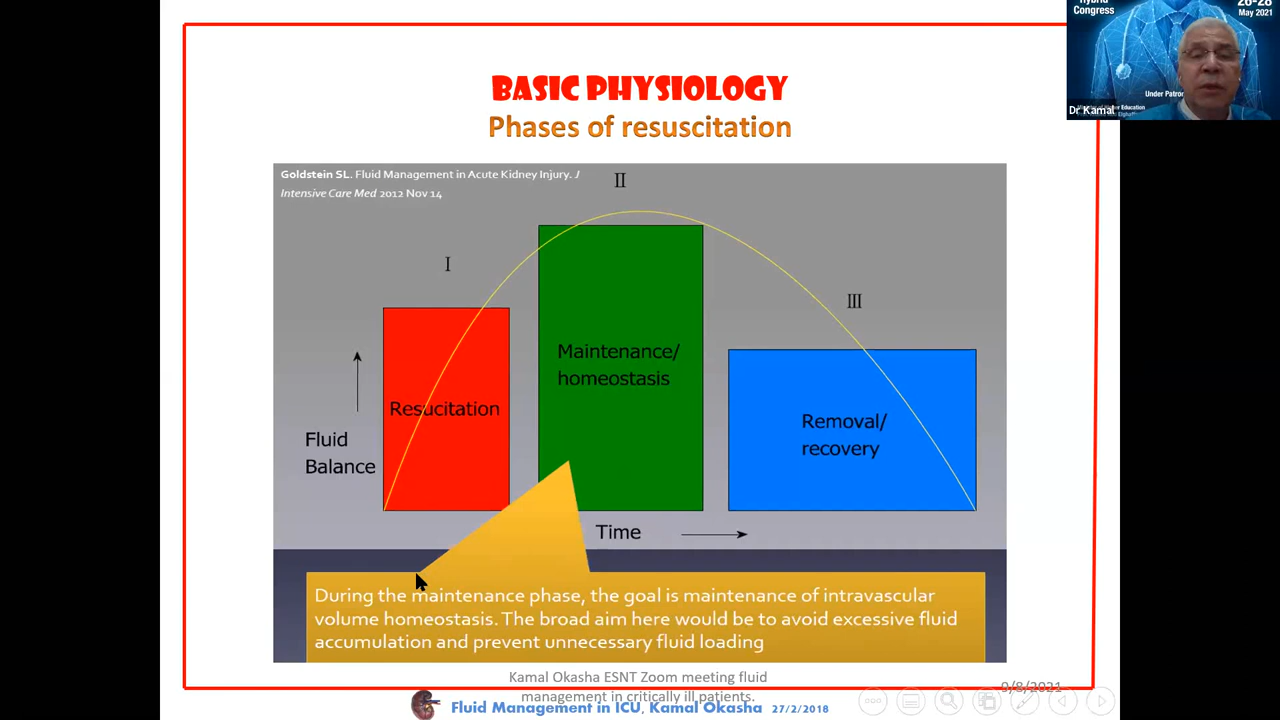 Hybrid
Congress
26-28
May 2021
Under Patron
Dr Kamal
BASIC PHYSIOLOGY
Phases of resuscitation
Goldstein SL. Fluid Management in Acute Kidney Injury. J
Intensive Care Med 2012 Nov 14
I
II
III
Resucitation
Maintenance/
homeostasis
Removal/
recovery
Fluid
Balance
Time
During the maintenance phase, the goal is maintenance of intravascular
volume homeostasis. The broad aim here would be to avoid excessive fluid
accumulation and prevent unnecessary fluid loading
Kamal Okasha ESNT Zoom meeting fluid
management in critically ill patients.
9/8/2021
Fluid Management in ICU, Kamal Okasha 27/2/2018